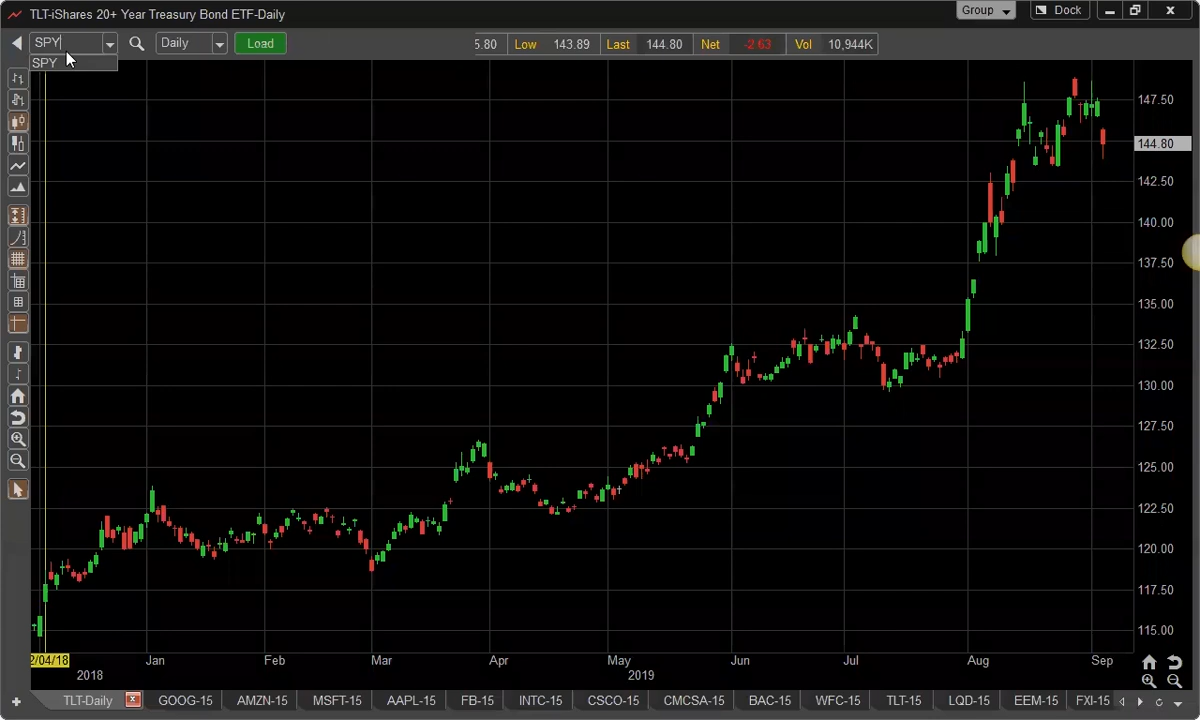 TLT-iShares 20+ Year Treasury Bond ETF-Daily
Group
Dock
SPY
Daily
Load
5.80 Low 143.89 Last 144.80 Net -2.63 Vol 10,944K
SPY
147.50
144.80
142.50
140.00
137.50
135.00
132.50
130.00
127.50
125.00
122.50
120.00
117.50
115.00
2/04/18 Jan Feb Mar Apr May Jun Jul Aug Sep
2018 2019
TLT-Daily GOOG-15 AMZN-15 MSFT-15 AAPL-15 FB-15 INTC-15 CSCO-15 CMCSA-15 BAC-15 WFC-15 TLT-15 LQD-15 EEM-15 FXI-15